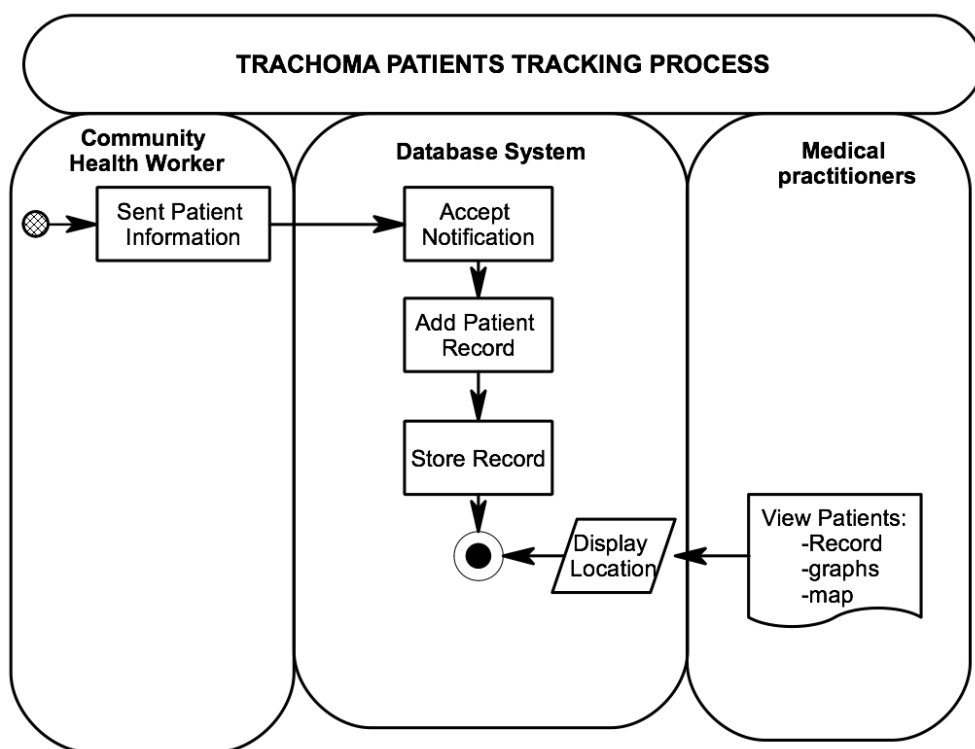 TRACHOMA PATIENTS TRACKING PROCESS
Community
Health Worker
Database System
Medical
practitioners
Sent Patient
Information
Accept
Notification
Add Patient
Record
Store Record
Display
Location
View Patients:
-Record
-graphs
-map